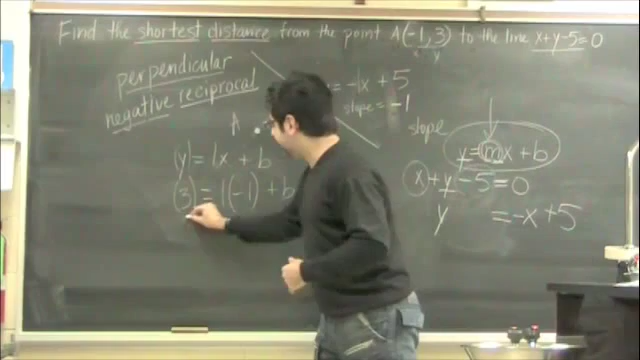 Find the shortest distance from the point A(-1, 3) to the line x+y-5=0
x y
perpendicular
negative reciprocal
= -1x + 5
slope = -1
A
slope
y = mx + b
x + y - 5 = 0
y = -x + 5
y = 1x + b
(3) = 1(-1) + b